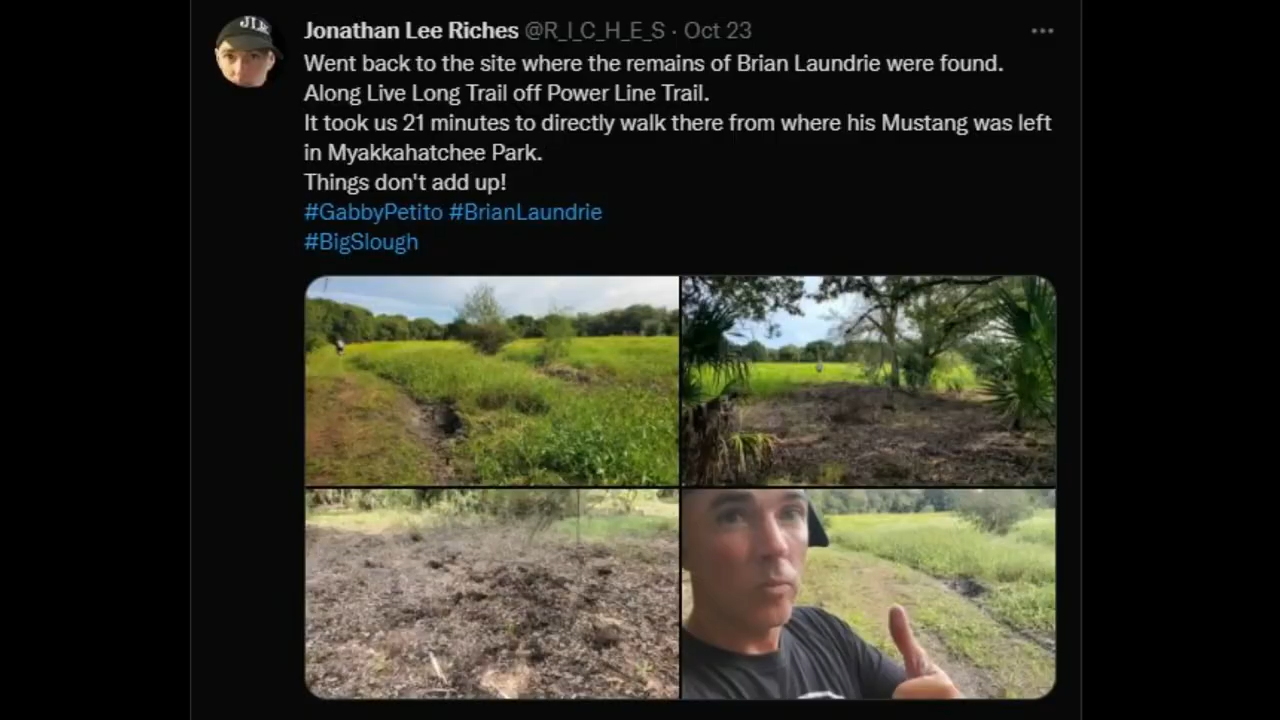 JLR
Jonathan Lee Riches @R_I_C_H_E_S · Oct 23
Went back to the site where the remains of Brian Laundrie were found.
Along Live Long Trail off Power Line Trail.
It took us 21 minutes to directly walk there from where his Mustang was left
in Myakkahatchee Park.
Things don't add up!
#GabbyPetito #BrianLaundrie
#BigSlough